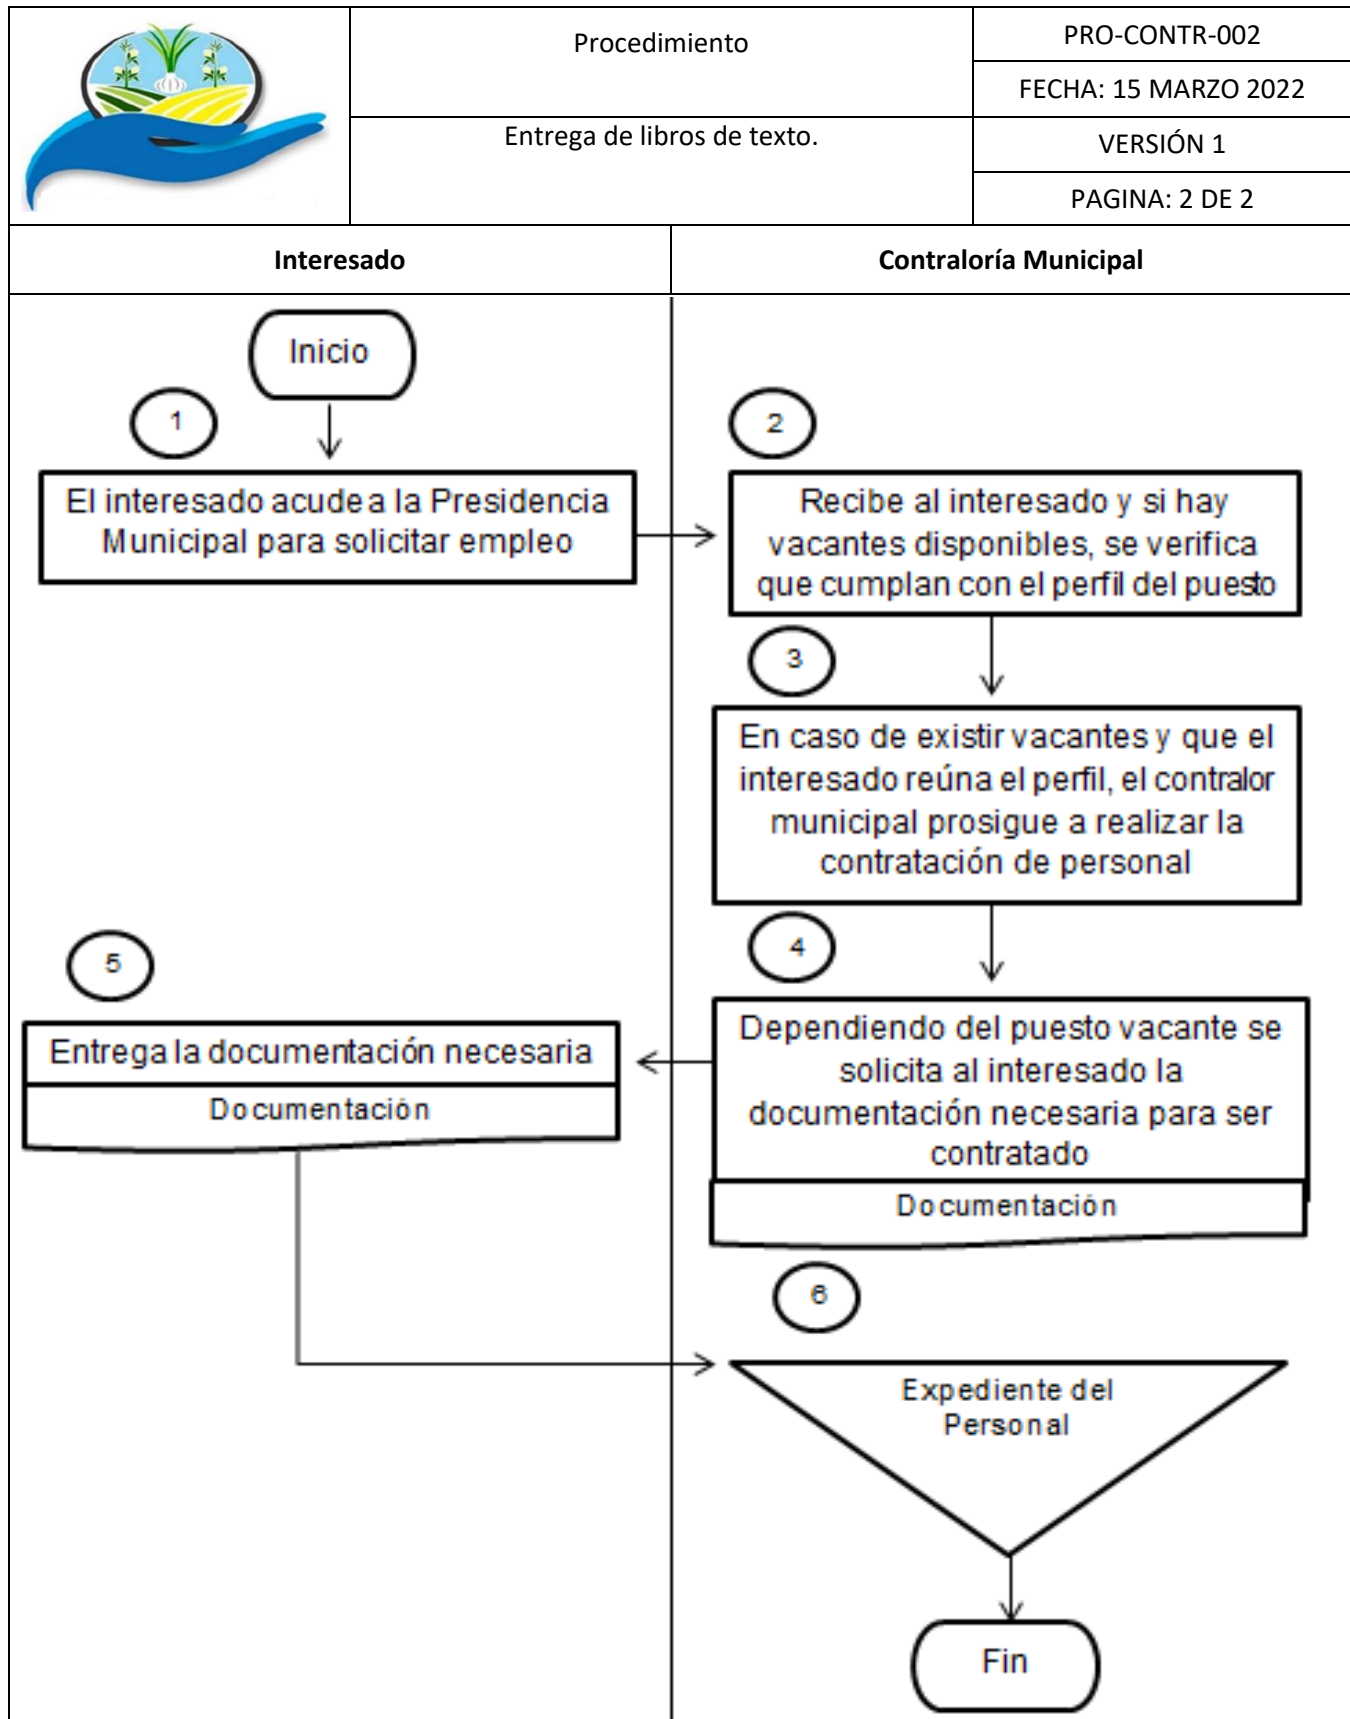 Procedimiento
PRO-CONTR-002
FECHA: 15 MARZO 2022
Entrega de libros de texto.
VERSIÓN 1
PAGINA: 2 DE 2
Interesado
Contraloría Municipal
Inicio
1
El interesado acude a la Presidencia
Municipal para solicitar empleo
2
Recibe al interesado y si hay
vacantes disponibles, se verifica
que cumplan con el perfil del puesto
3
En caso de existir vacantes y que el
interesado reúna el perfil, el contralor
municipal prosigue a realizar la
contratación de personal
4
Dependiendo del puesto vacante se
solicita al interesado la
documentación necesaria para ser
contratado
Documentación
5
Entrega la documentación necesaria
Documentación
6
Expediente del
Personal
Fin